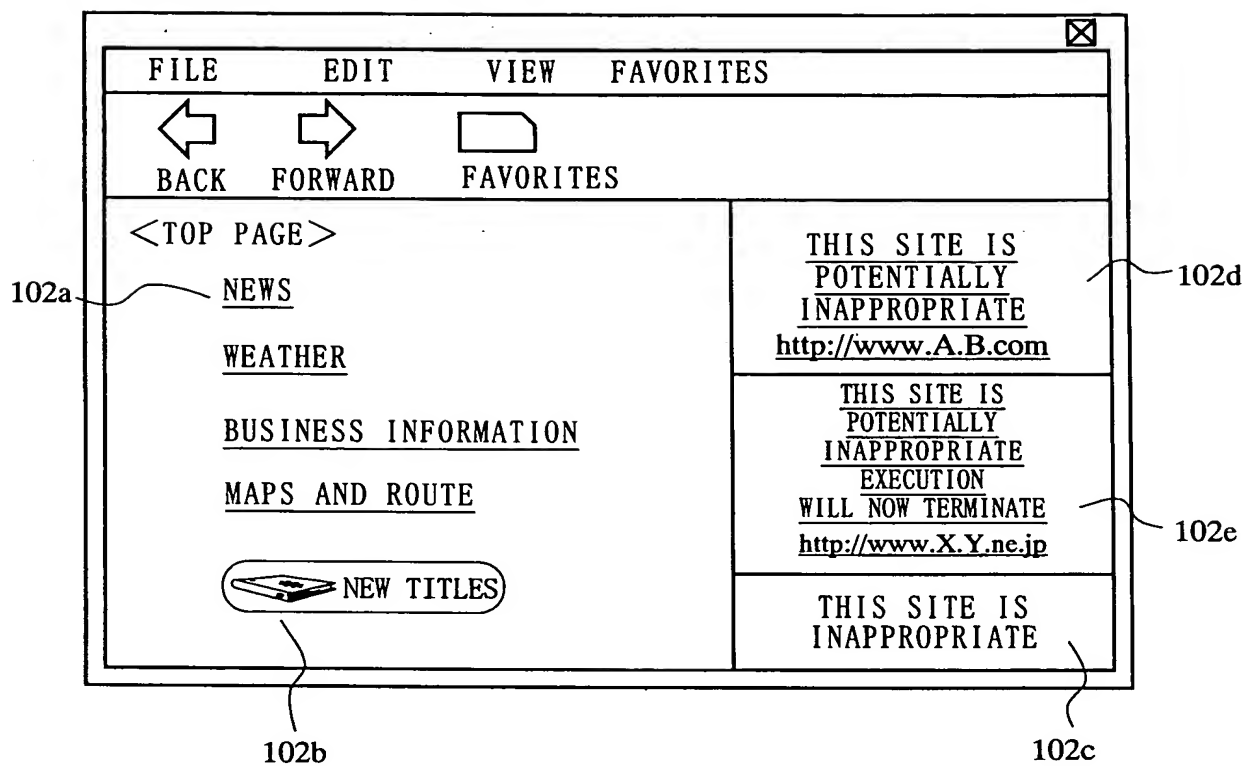 FILE EDIT VIEW FAVORITES
BACK FORWARD FAVORITES
<TOP PAGE>
102a
NEWS
WEATHER
BUSINESS INFORMATION
MAPS AND ROUTE
NEW TITLES
102b
THIS SITE IS
POTENTIALLY
INAPPROPRIATE
http://www.A.B.com
102d
THIS SITE IS
POTENTIALLY
INAPPROPRIATE
EXECUTION
WILL NOW TERMINATE
http://www.X.Y.ne.jp
102e
THIS SITE IS
INAPPROPRIATE
102c